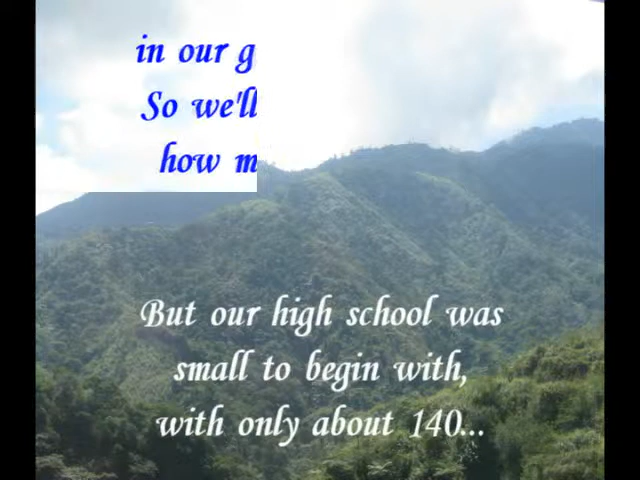 in our g
So we'll
how m
But our high school was
small to begin with,
with only about 140...